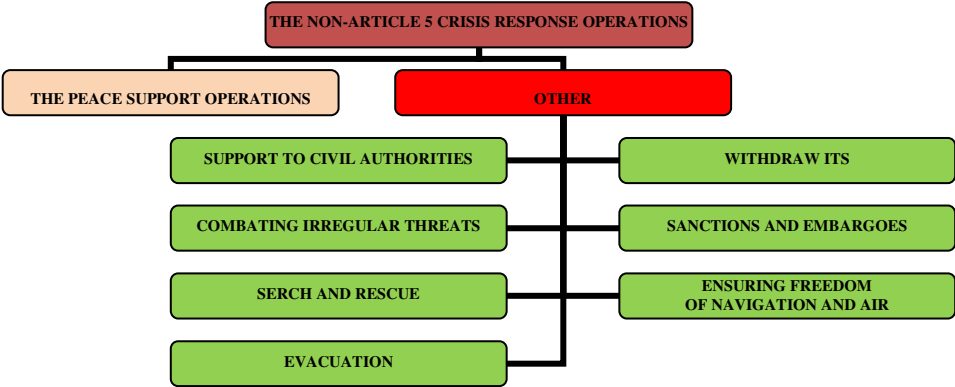 THE NON-ARTICLE 5 CRISIS RESPONSE OPERATIONS
THE PEACE SUPPORT OPERATIONS
OTHER
SUPPORT TO CIVIL AUTHORITIES
WITHDRAW ITS
COMBATING IRREGULAR THREATS
SANCTIONS AND EMBARGOES
SERCH AND RESCUE
ENSURING FREEDOM
OF NAVIGATION AND AIR
EVACUATION